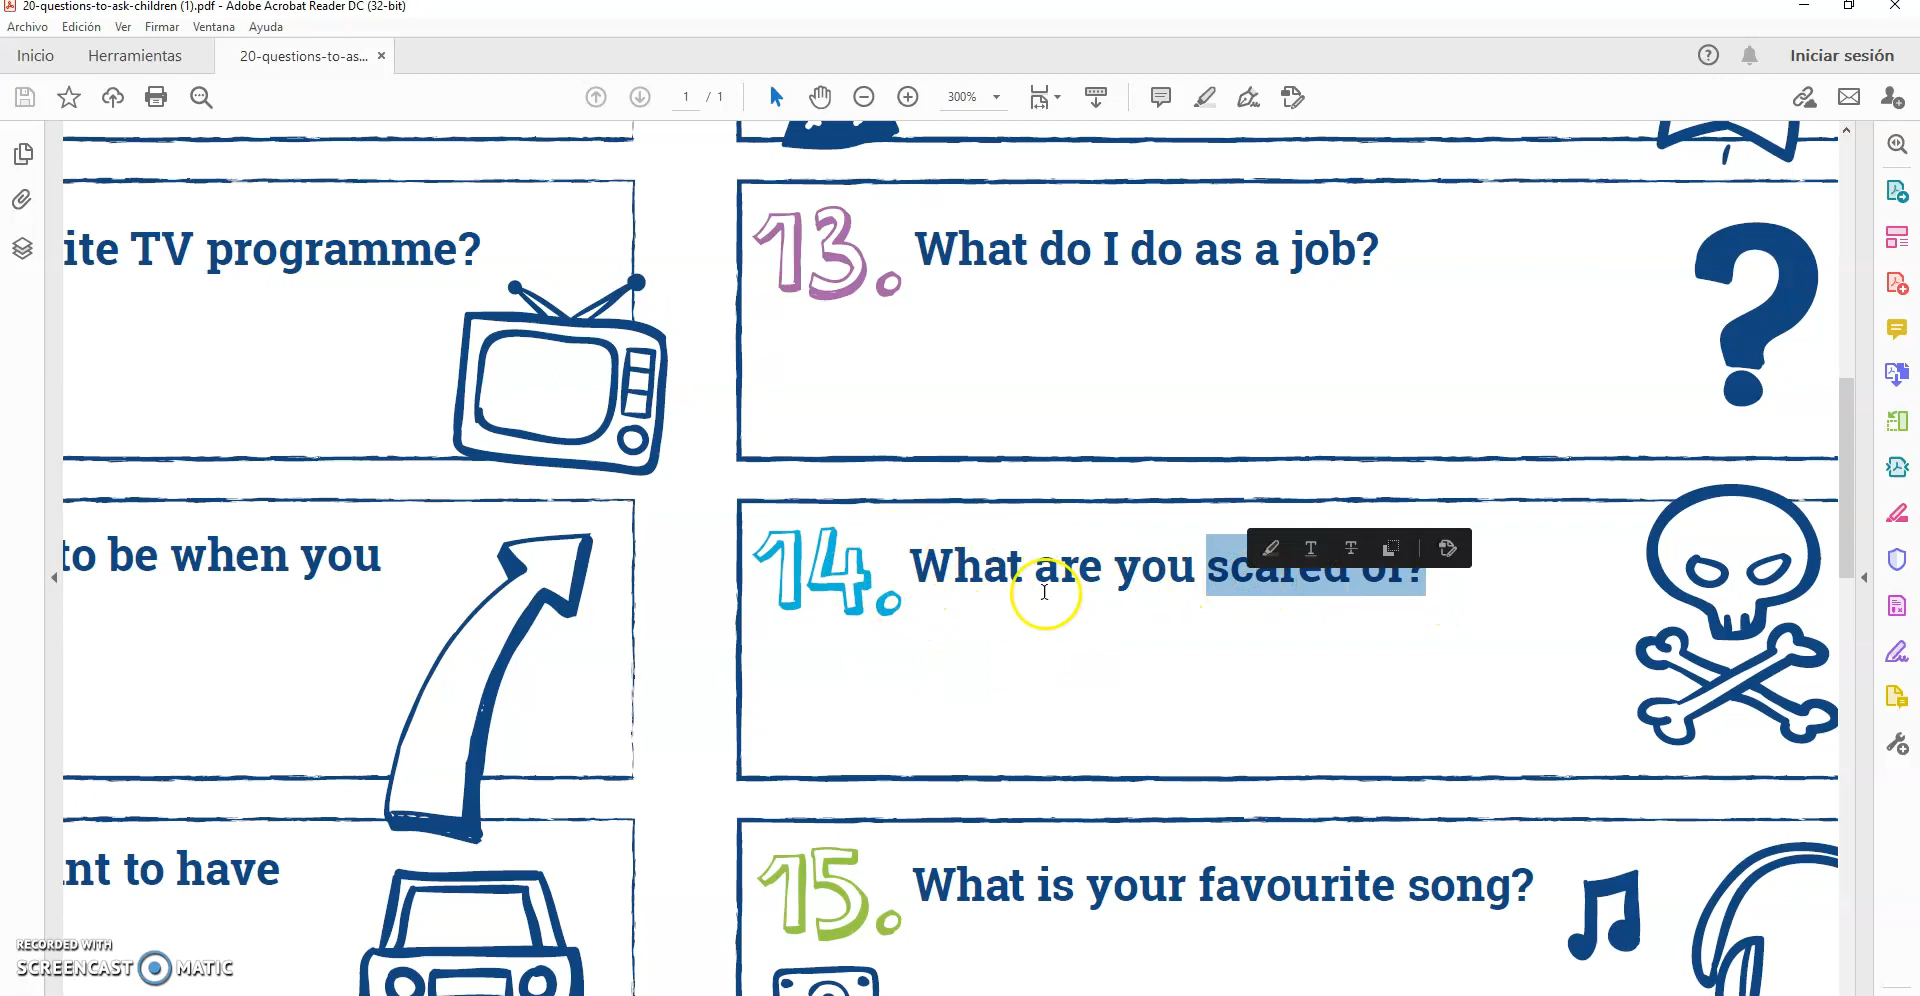 20-questions-to-ask-children (1).pdf - Adobe Acrobat Reader DC (32-bit)
Archivo Edición Ver Firmar Ventana Ayuda
Inicio Herramientas 20-questions-to-as... × Iniciar sesión
1 / 1 300%
ite TV programme?
13. What do I do as a job?
to be when you
14. What are you scared of?
nt to have
15. What is your favourite song?
RECORDED WITH
SCREENCAST MATIC